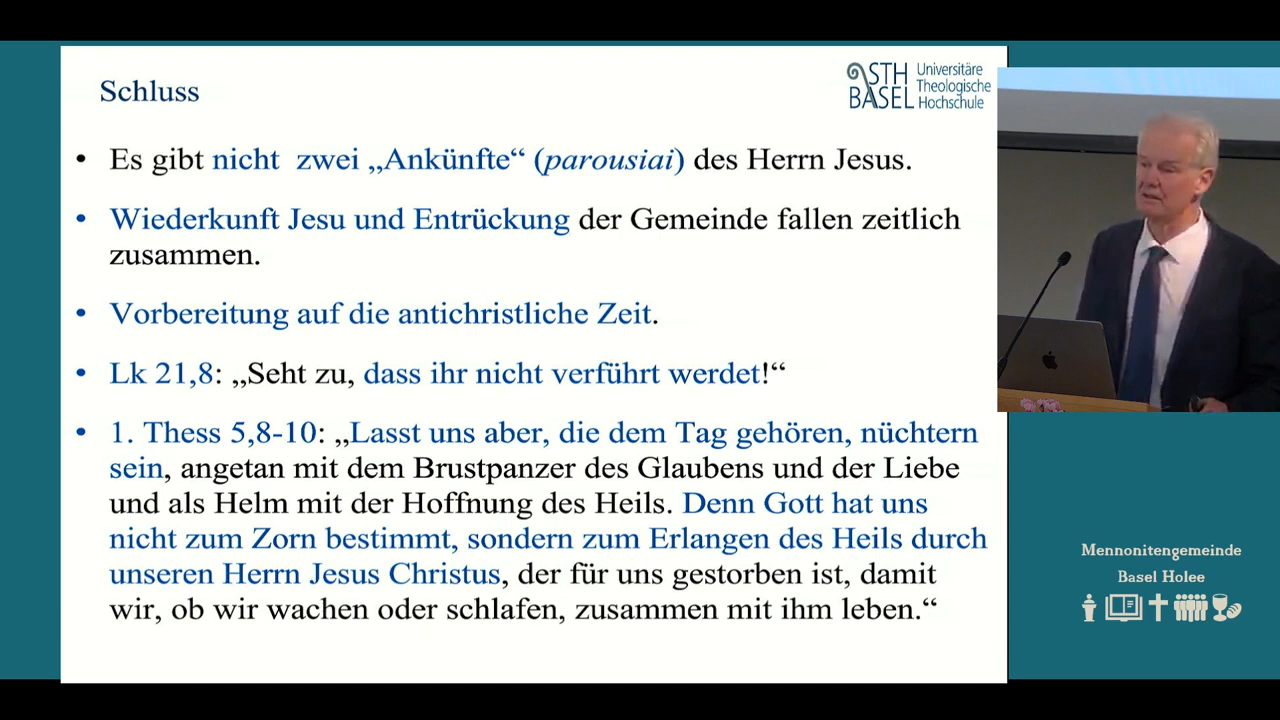 Schluss
STH
BASEL
Universitäre
Theologische
Hochschule
• Es gibt nicht  zwei „Ankünfte“ (parousiai) des Herrn Jesus.
• Wiederkunft Jesu und Entrückung der Gemeinde fallen zeitlich
zusammen.
• Vorbereitung auf die antichristliche Zeit.
• Lk 21,8: „Seht zu, dass ihr nicht verführt werdet!“
• 1. Thess 5,8-10: „Lasst uns aber, die dem Tag gehören, nüchtern
sein, angetan mit dem Brustpanzer des Glaubens und der Liebe
und als Helm mit der Hoffnung des Heils. Denn Gott hat uns
nicht zum Zorn bestimmt, sondern zum Erlangen des Heils durch
unseren Herrn Jesus Christus, der für uns gestorben ist, damit
wir, ob wir wachen oder schlafen, zusammen mit ihm leben.“
Mennonitengemeinde
Basel Holee